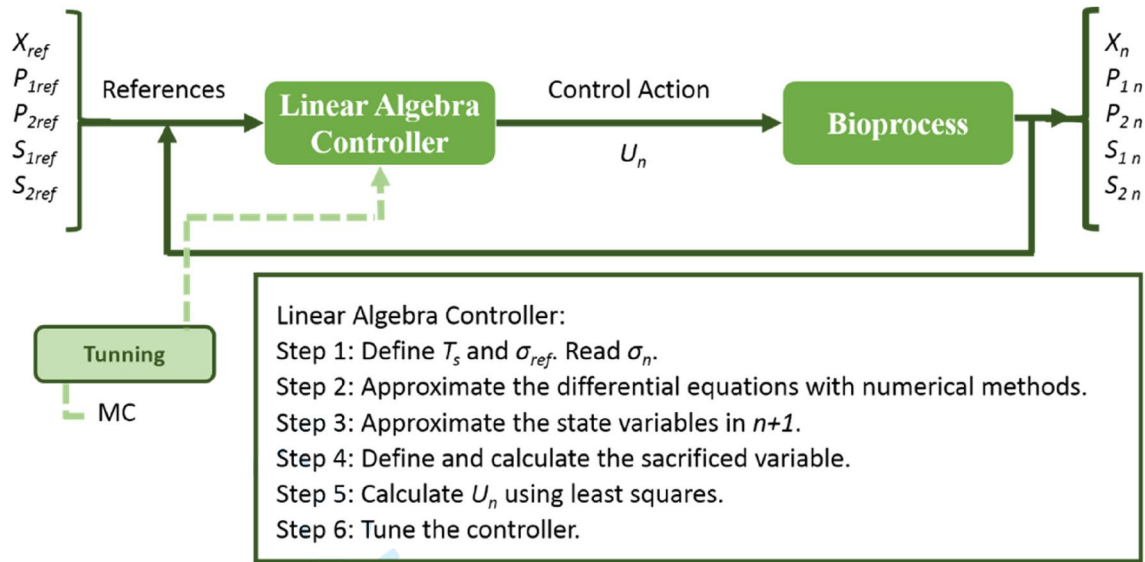 X_ref
P_1ref
P_2ref
S_1ref
S_2ref
References
Linear Algebra
Controller
Control Action
U_n
Bioprocess
X_n
P_1 n
P_2 n
S_1 n
S_2 n
Tunning
MC
Linear Algebra Controller:
Step 1: Define T_s and σ_ref. Read σ_n.
Step 2: Approximate the differential equations with numerical methods.
Step 3: Approximate the state variables in n+1.
Step 4: Define and calculate the sacrificed variable.
Step 5: Calculate U_n using least squares.
Step 6: Tune the controller.